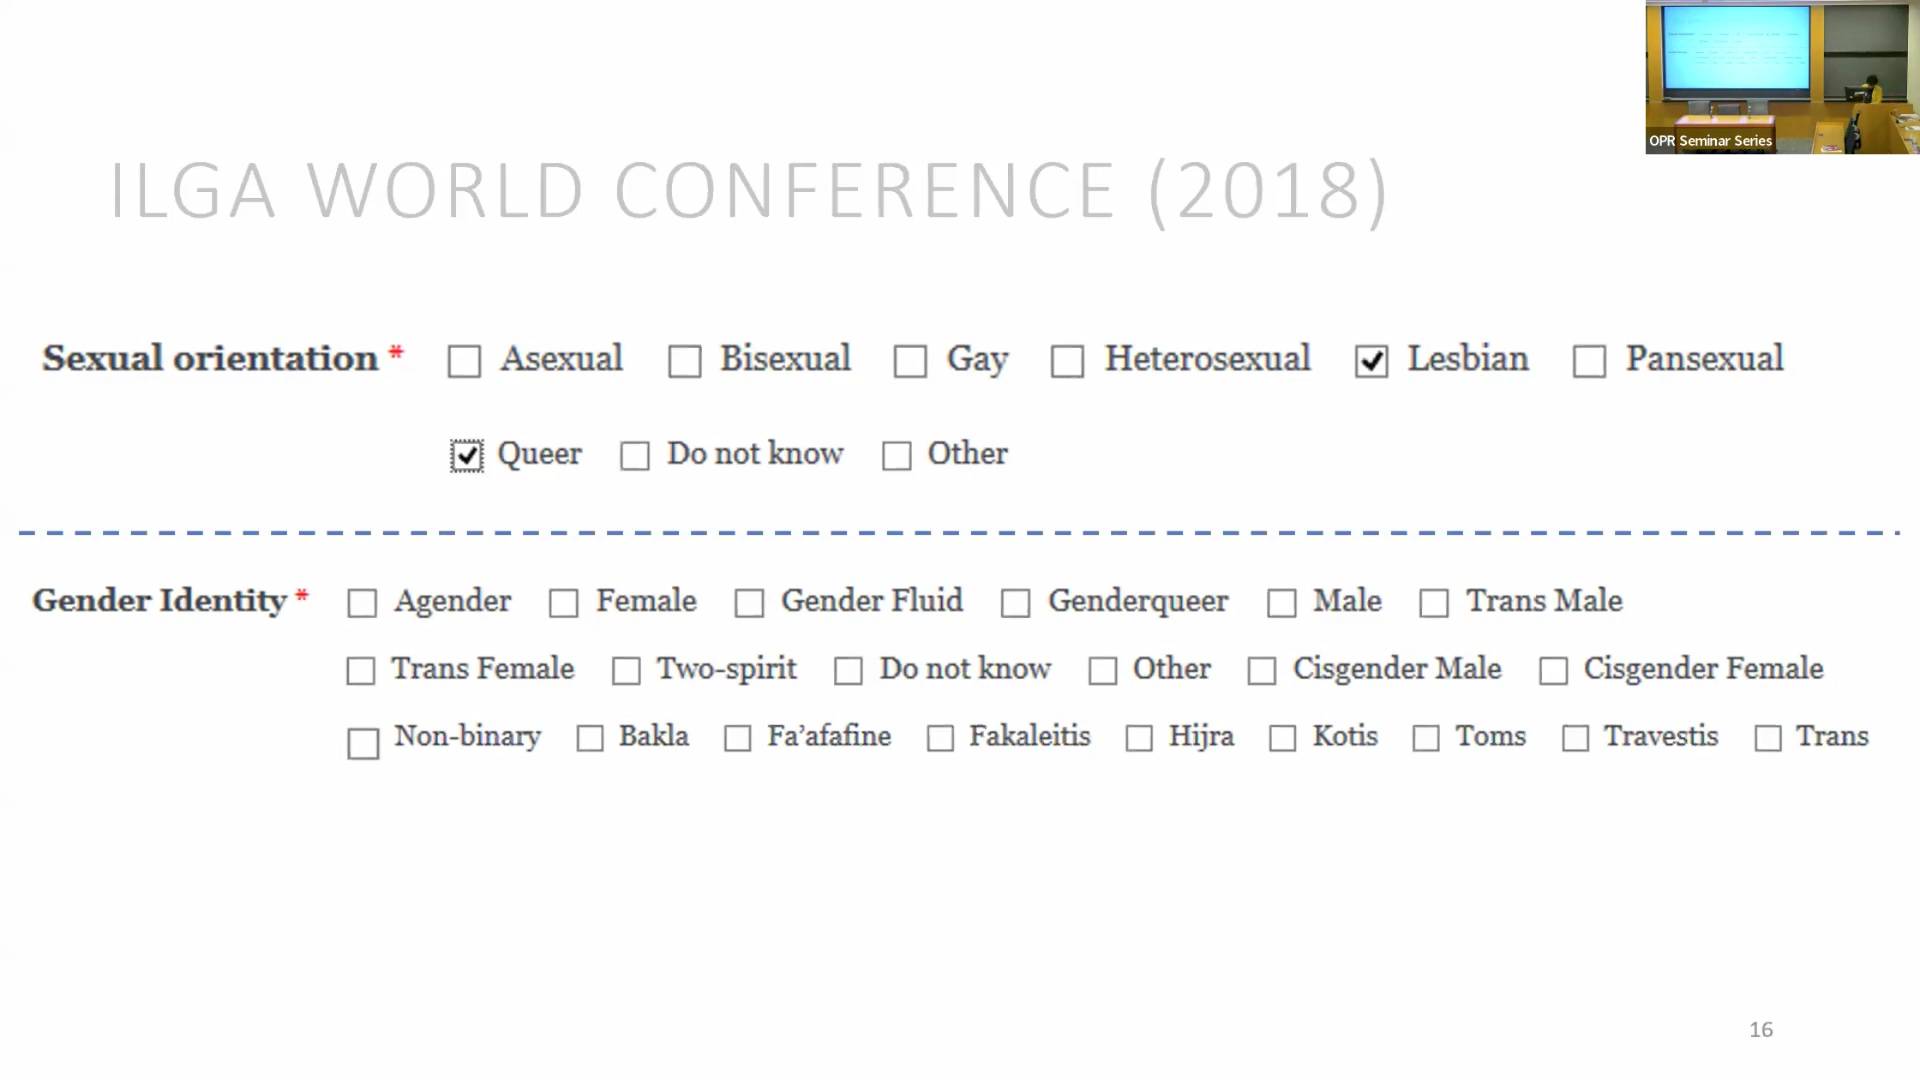 OPR Seminar Series
ILGA WORLD CONFERENCE (2018)
Sexual orientation * Asexual Bisexual Gay Heterosexual Lesbian Pansexual
Queer Do not know Other
Gender Identity * Agender Female Gender Fluid Genderqueer Male Trans Male
Trans Female Two-spirit Do not know Other Cisgender Male Cisgender Female
Non-binary Bakla Fa’afafine Fakaleitis Hijra Kotis Toms Travestis Trans
16